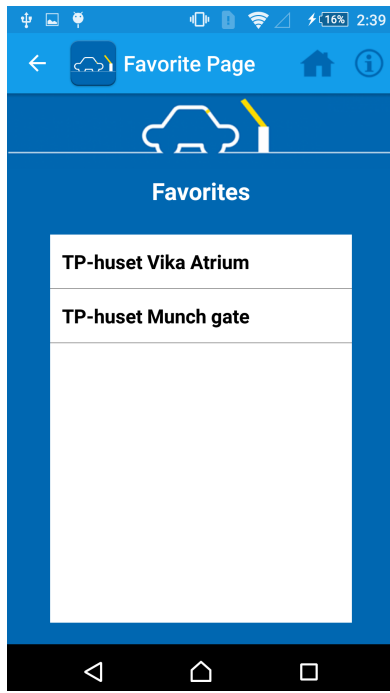 16% 2:39
Favorite Page
Favorites
TP-huset Vika Atrium
TP-huset Munch gate